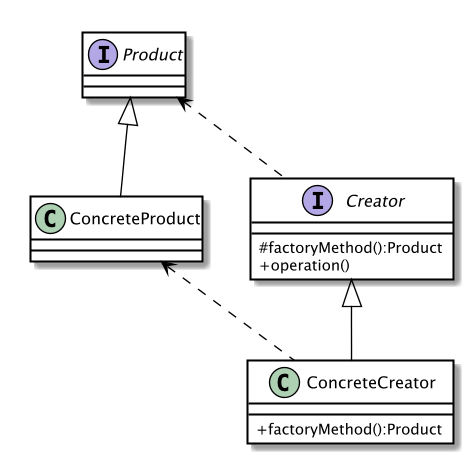 I Product
C ConcreteProduct
I Creator
#factoryMethod():Product
+operation()
C ConcreteCreator
+factoryMethod():Product